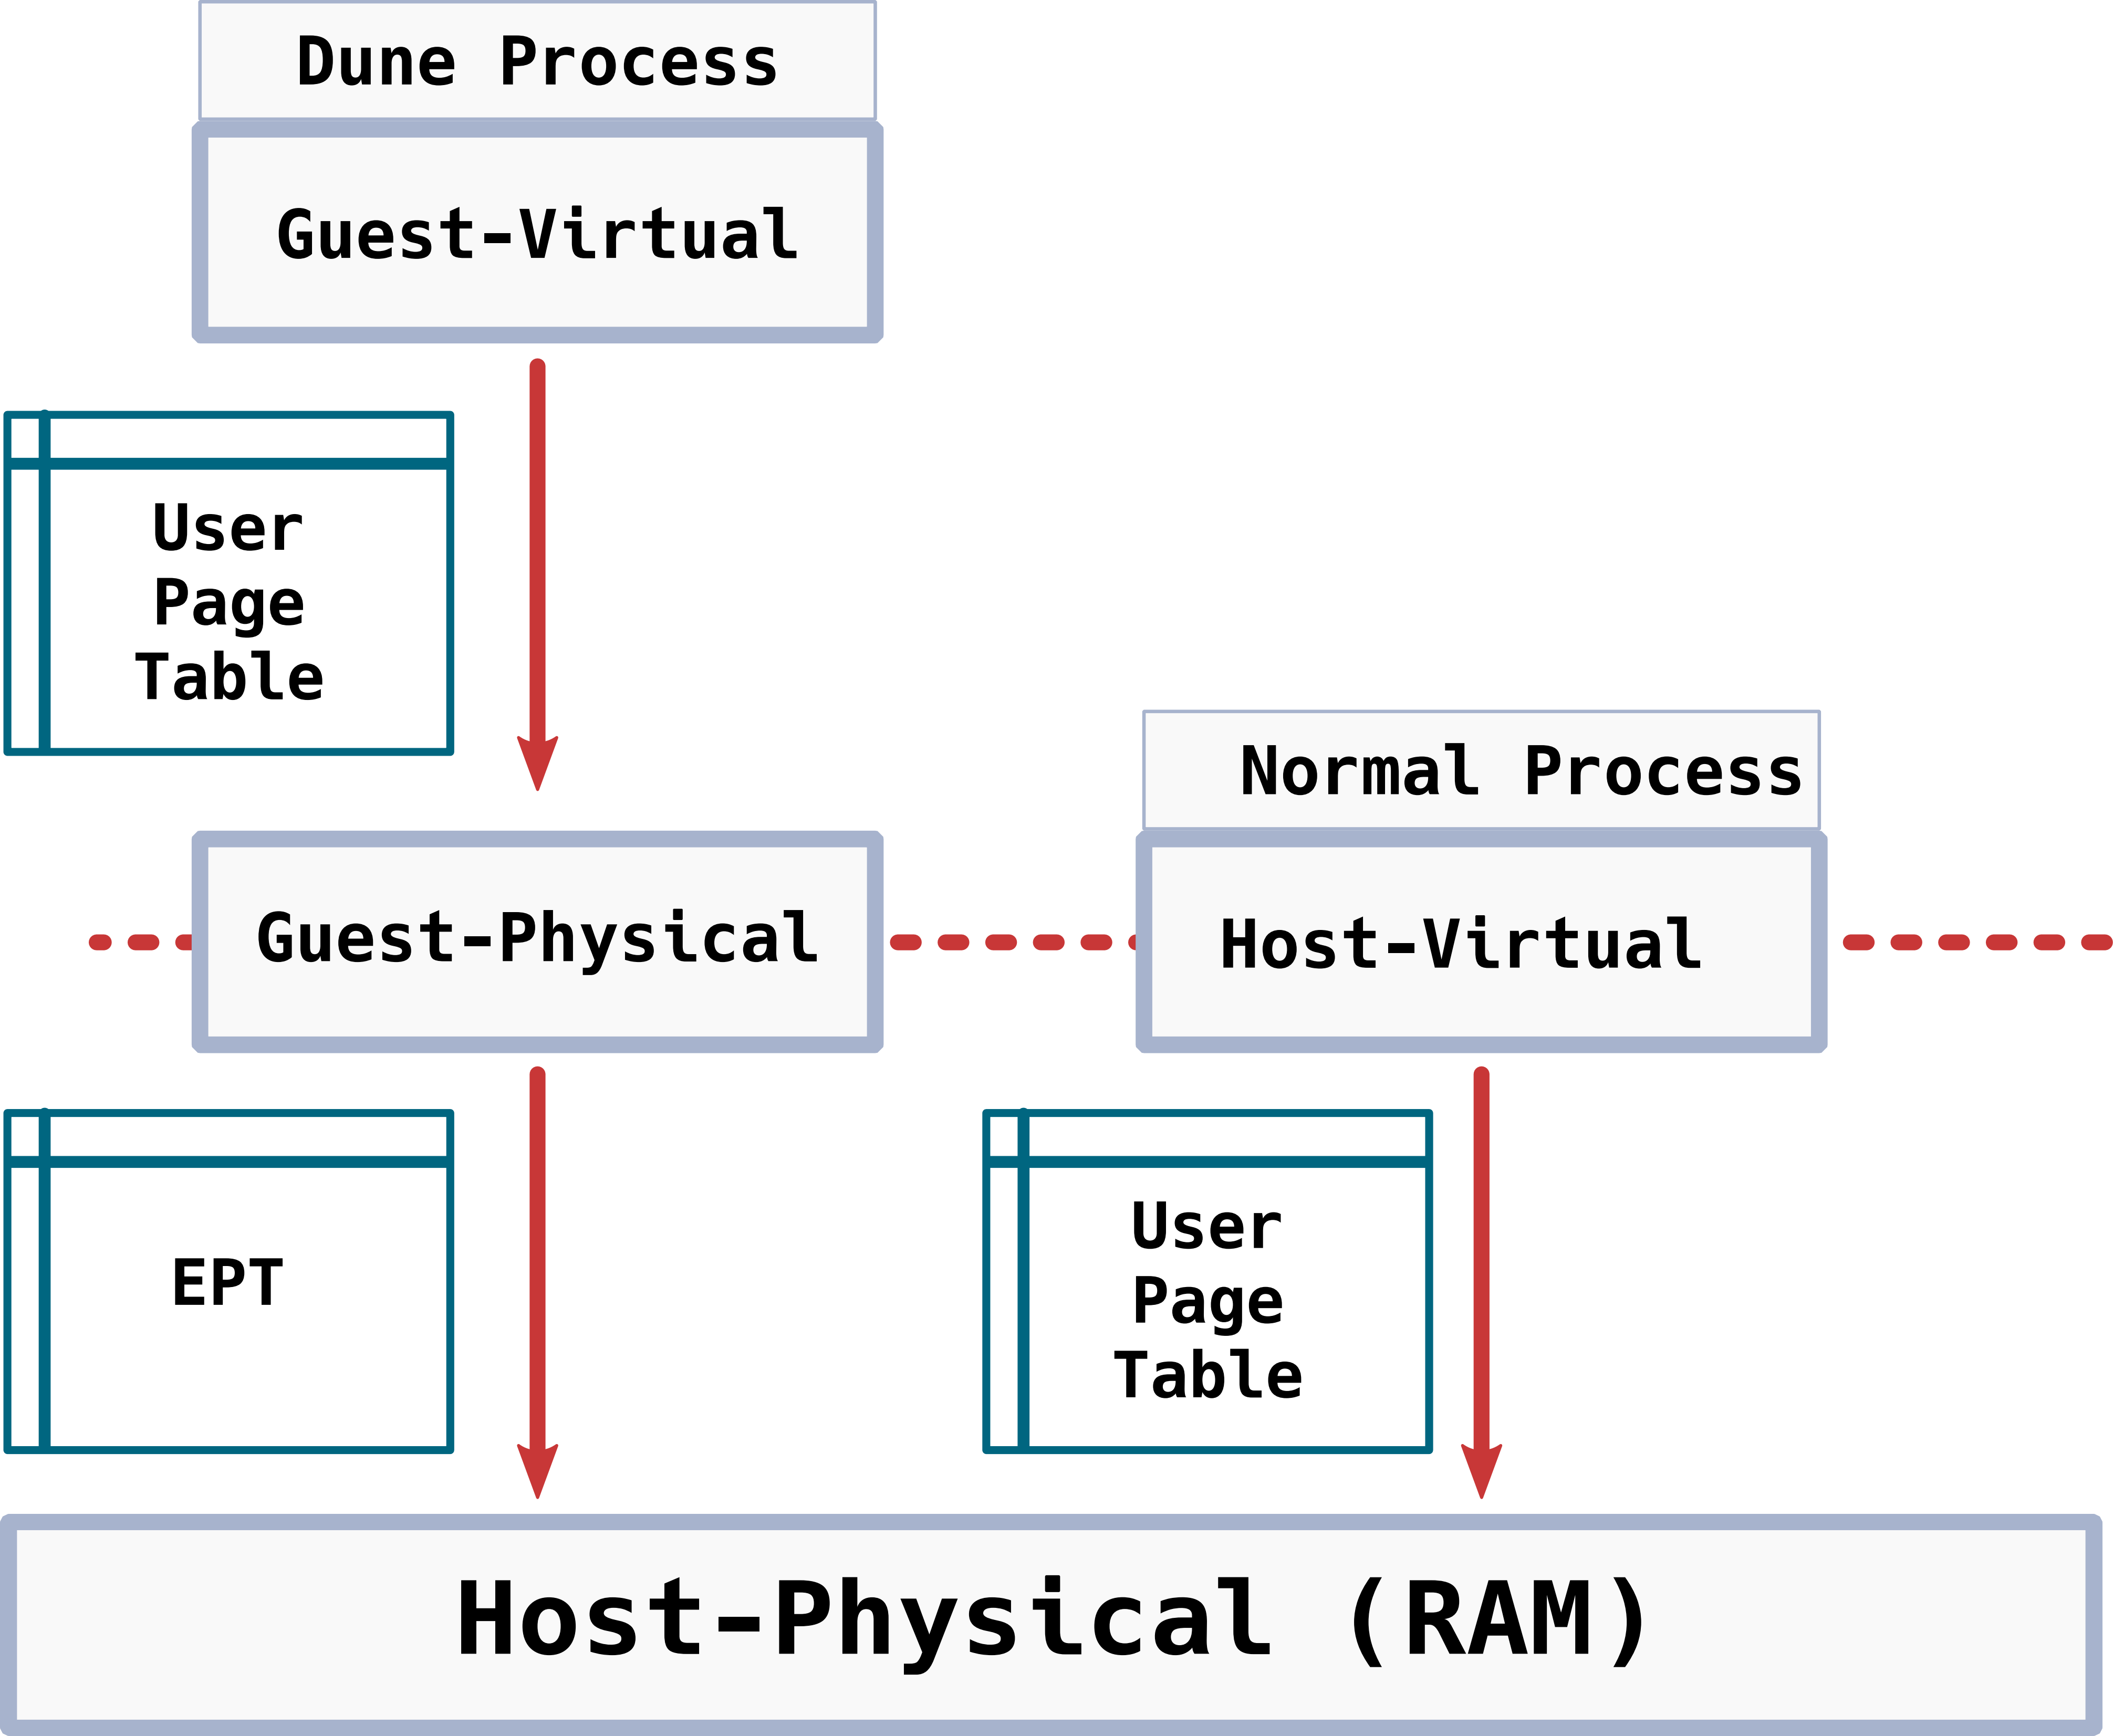 Dune Process
Guest-Virtual
User
Page
Table
Normal Process
Guest-Physical
Host-Virtual
EPT
User
Page
Table
Host-Physical (RAM)